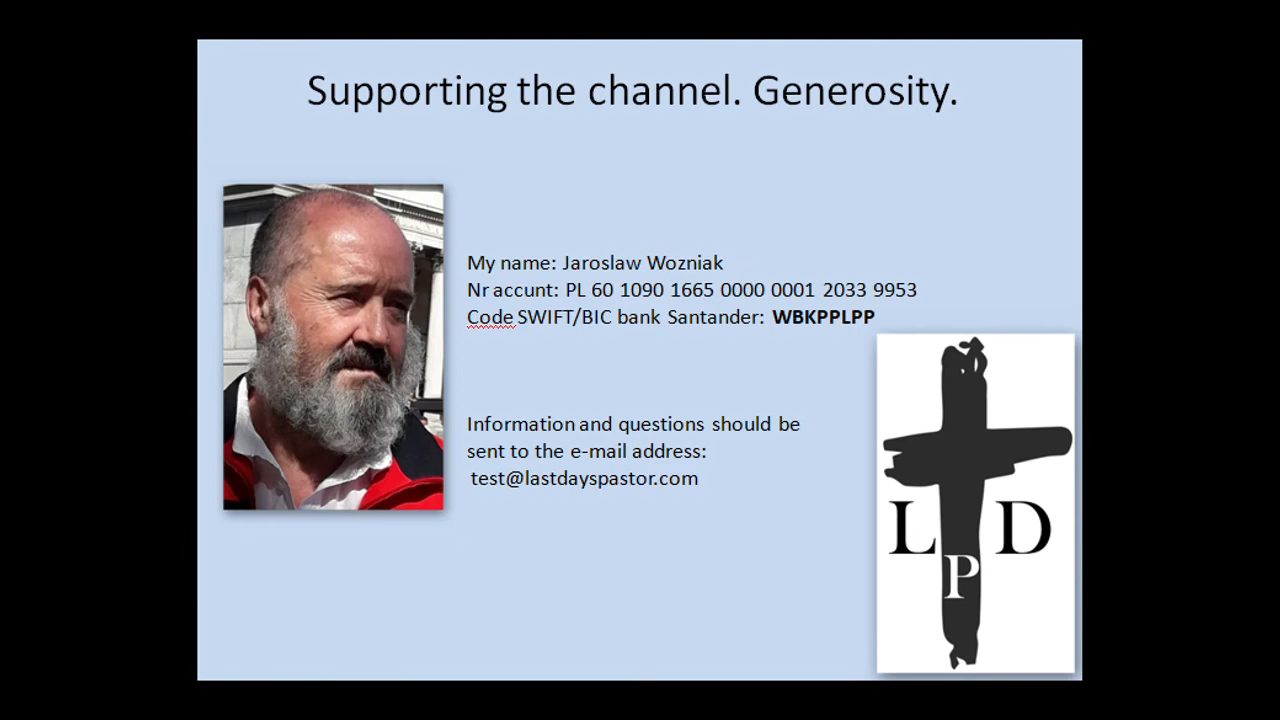 Supporting the channel. Generosity.
My name: Jaroslaw Wozniak
Nr accunt: PL 60 1090 1665 0000 0001 2033 9953
Code SWIFT/BIC bank Santander: WBKPPLPP
Information and questions should be
sent to the e-mail address:
test@lastdayspastor.com
L D
P